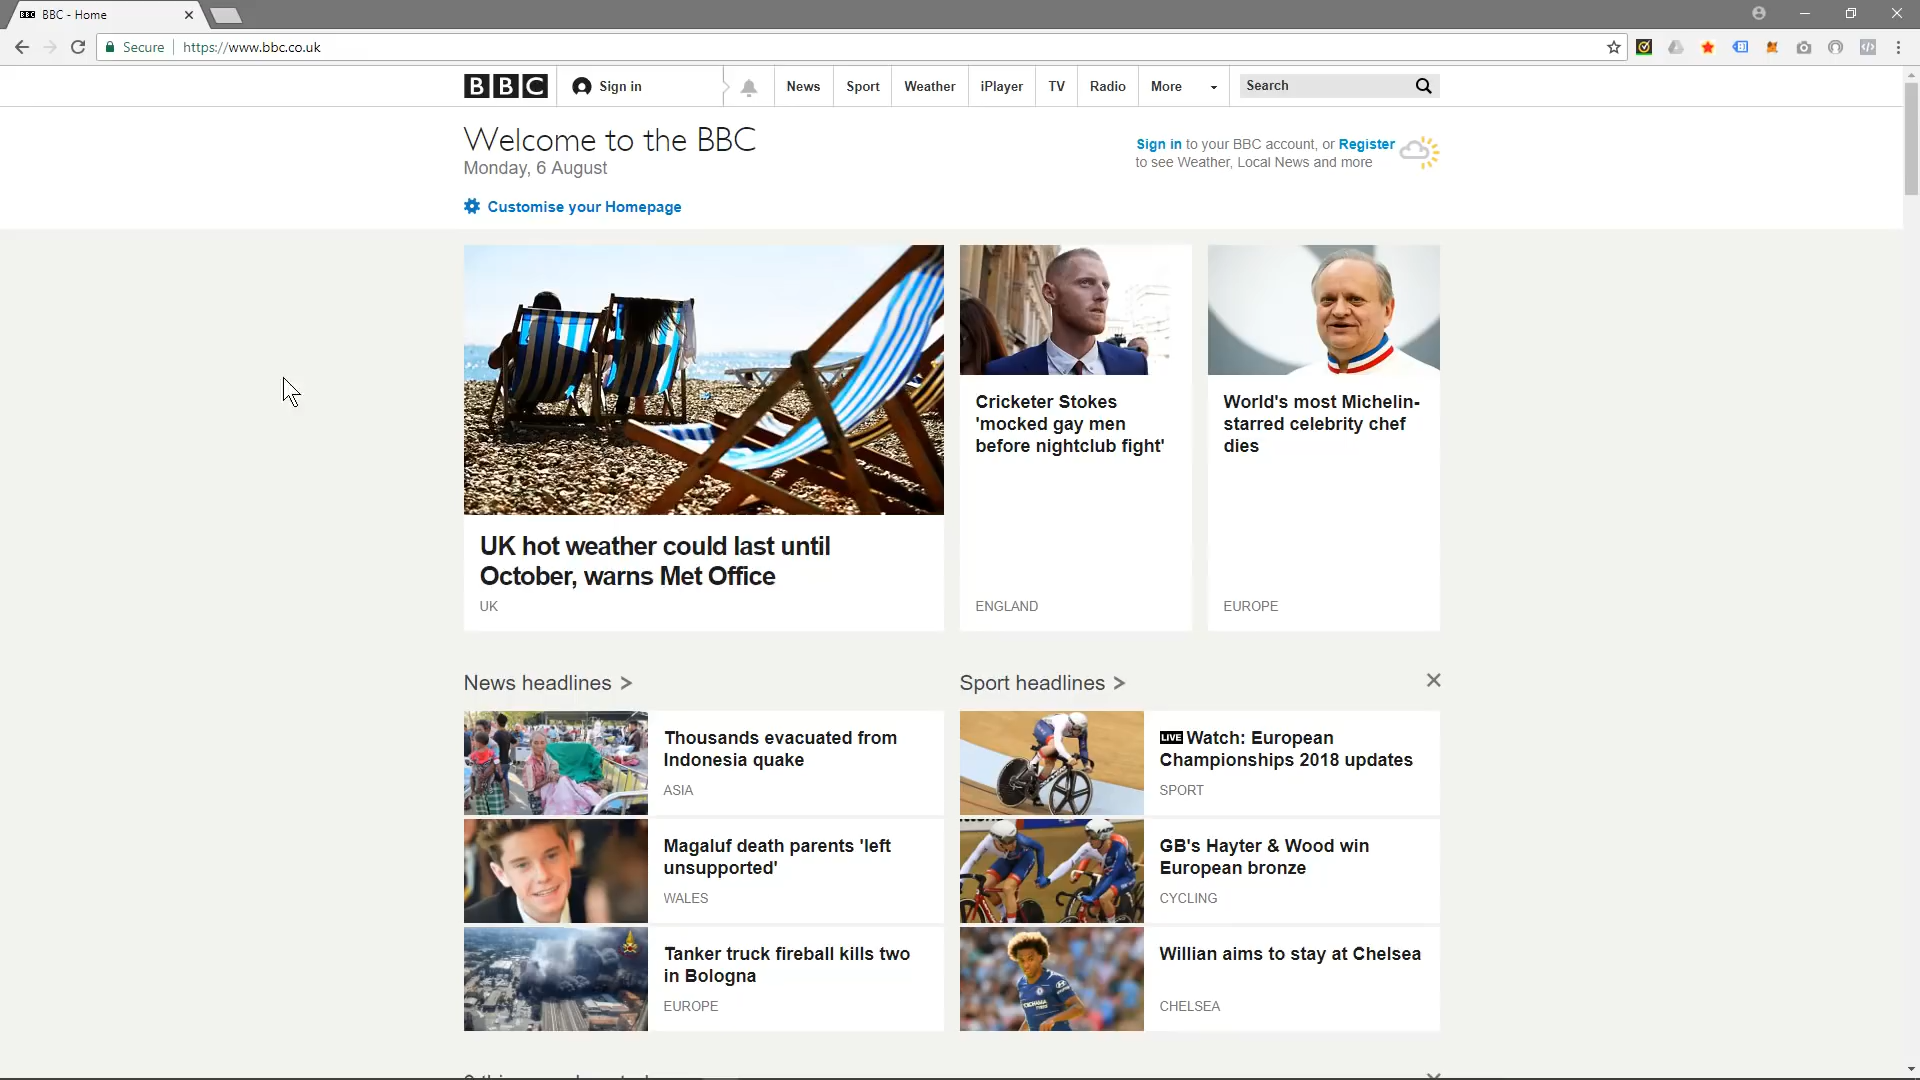 BBC BBC - Home
Secure https://www.bbc.co.uk
BBC Sign in News Sport Weather iPlayer TV Radio More Search
Welcome to the BBC
Monday, 6 August
Sign in to your BBC account, or Register
to see Weather, Local News and more
Customise your Homepage
UK hot weather could last until
October, warns Met Office
UK
Cricketer Stokes
'mocked gay men
before nightclub fight'
ENGLAND
World's most Michelin-
starred celebrity chef
dies
EUROPE
News headlines >
Thousands evacuated from
Indonesia quake
ASIA
Magaluf death parents 'left
unsupported'
WALES
Tanker truck fireball kills two
in Bologna
EUROPE
Sport headlines >
LIVE Watch: European
Championships 2018 updates
SPORT
GB's Hayter & Wood win
European bronze
CYCLING
Willian aims to stay at Chelsea
CHELSEA